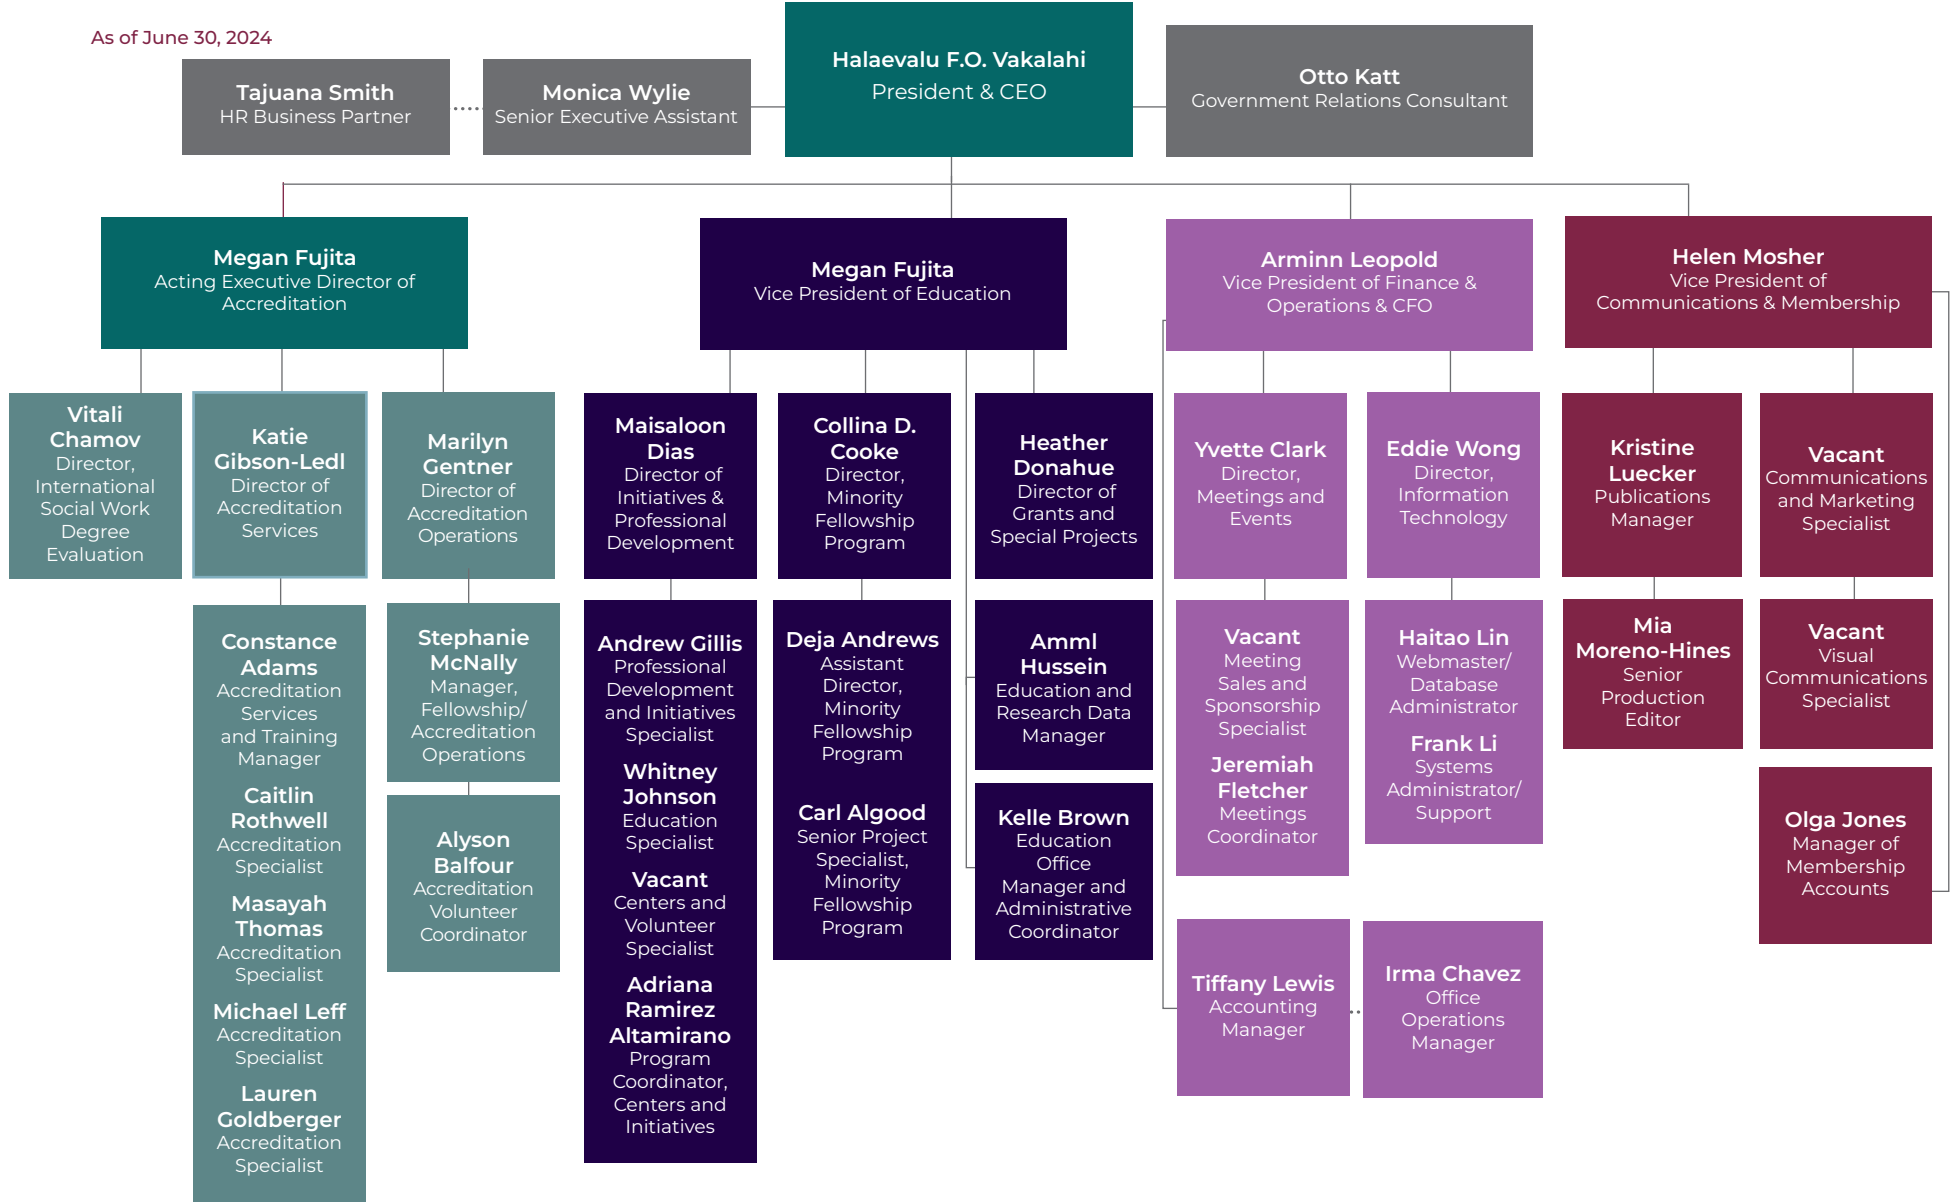 As of June 30, 2024
Tajuana Smith
HR Business Partner
Monica Wylie
Senior Executive Assistant
Halaevalu F.O. Vakalahi
President & CEO
Otto Katt
Government Relations Consultant
Megan Fujita
Acting Executive Director of
Accreditation
Megan Fujita
Vice President of Education
Arminn Leopold
Vice President of Finance &
Operations & CFO
Helen Mosher
Vice President of
Communications & Membership
Vitali
Chamov
Director,
International
Social Work
Degree
Evaluation
Katie
Gibson-Ledl
Director of
Accreditation
Services
Marilyn
Gentner
Director of
Accreditation
Operations
Maisaloon
Dias
Director of
Initiatives &
Professional
Development
Collina D.
Cooke
Director,
Minority
Fellowship
Program
Heather
Donahue
Director of
Grants and
Special Projects
Yvette Clark
Director,
Meetings and
Events
Eddie Wong
Director,
Information
Technology
Kristine
Luecker
Publications
Manager
Vacant
Communications
and Marketing
Specialist
Constance
Adams
Accreditation
Services
and Training
Manager
Caitlin
Rothwell
Accreditation
Specialist
Masayah
Thomas
Accreditation
Specialist
Michael Leff
Accreditation
Specialist
Lauren
Goldberger
Accreditation
Specialist
Stephanie
McNally
Manager,
Fellowship/
Accreditation
Operations
Alyson
Balfour
Accreditation
Volunteer
Coordinator
Andrew Gillis
Professional
Development
and Initiatives
Specialist
Whitney
Johnson
Education
Specialist
Vacant
Centers and
Volunteer
Specialist
Adriana
Ramirez
Altamirano
Program
Coordinator,
Centers and
Initiatives
Deja Andrews
Assistant
Director,
Minority
Fellowship
Program
Carl Algood
Senior Project
Specialist,
Minority
Fellowship
Program
Amml
Hussein
Education and
Research Data
Manager
Kelle Brown
Education
Office
Manager and
Administrative
Coordinator
Vacant
Meeting
Sales and
Sponsorship
Specialist
Jeremiah
Fletcher
Meetings
Coordinator
Haitao Lin
Webmaster/
Database
Administrator
Frank Li
Systems
Administrator/
Support
Tiffany Lewis
Accounting
Manager
Irma Chavez
Office
Operations
Manager
Mia
Moreno-Hines
Senior
Production
Editor
Vacant
Visual
Communications
Specialist
Olga Jones
Manager of
Membership
Accounts